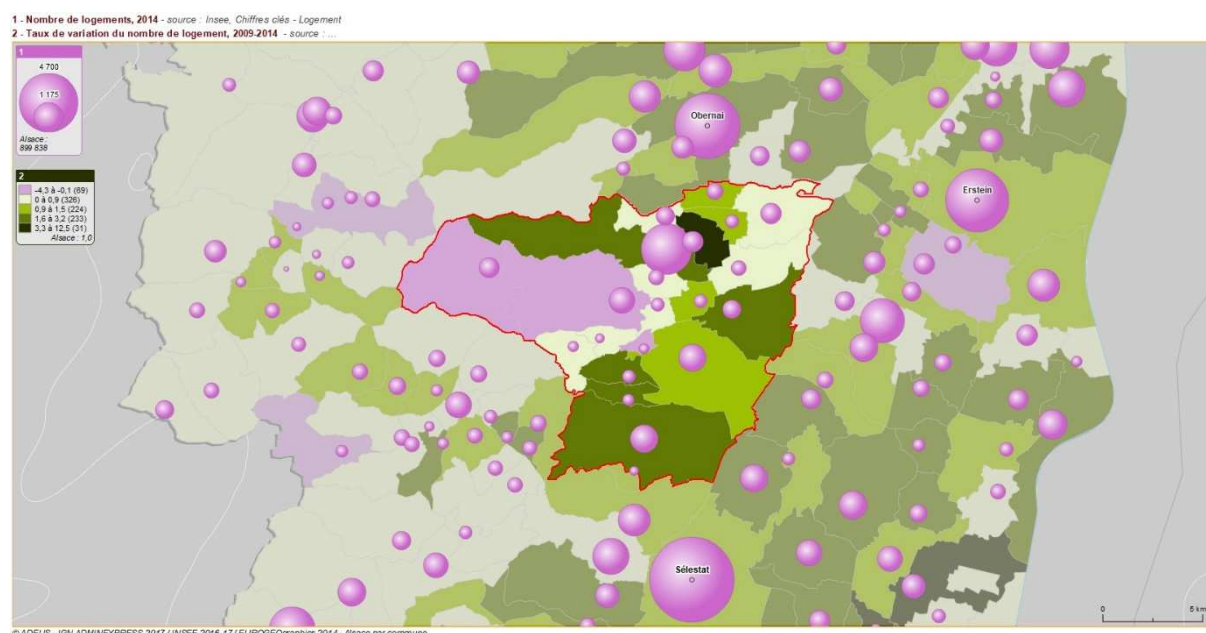 1 - Nombre de logements, 2014 - source : Insee, Chiffres clés - Logement
2 - Taux de variation du nombre de logement, 2009-2014 - source : ...
1
4 700
1 175
Alsace :
899 838
2
-4,3 à -0,1 (69)
0 à 0,9 (326)
0,9 à 1,5 (224)
1,6 à 3,2 (233)
3,3 à 12,5 (31)
Alsace : 1,0
Obernai
Erstein
Sélestat
0 5 km
© ADEUS - IGN ADMINEXPRESS 2017 / INSEE 2016-17 / EUROGEOgraphics 2014 - Alsace par commune